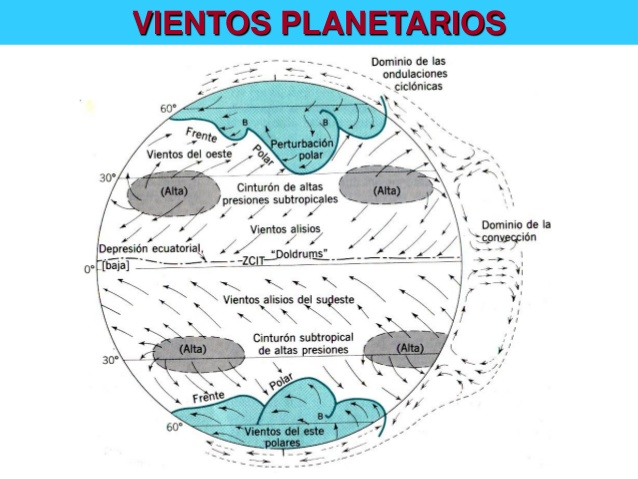 VIENTOS PLANETARIOS
Dominio de las
ondulaciones
ciclónicas
60°
B
B
Frente
Polar
Perturbación
polar
Vientos del oeste
30°
(Alta)
Cinturón de altas
presiones subtropicales
(Alta)
Vientos alisios
Dominio de la
convección
Depresión ecuatorial,
[baja]
0°
ZCIT
"Doldrums"
Vientos alisios del sudeste
(Alta)
Cinturón subtropical
de altas presiones
(Alta)
30°
Frente
Polar
B
60°
Vientos del este
polares